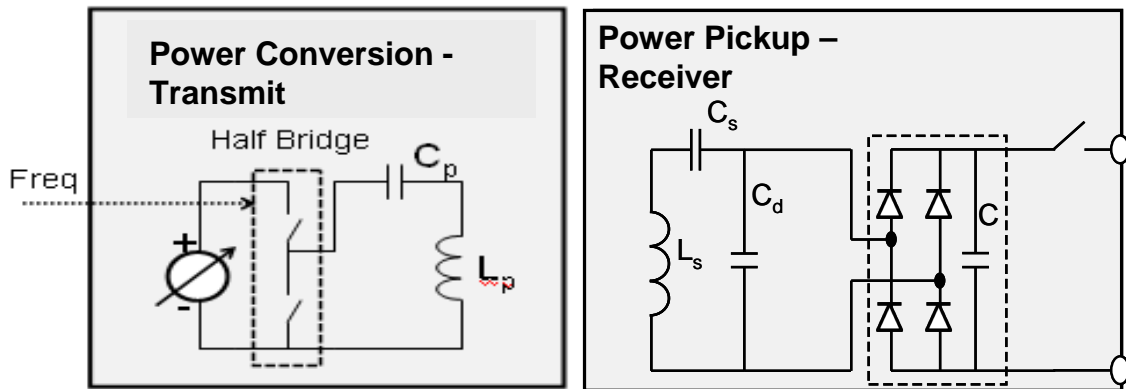 Power Conversion -
Transmit
Half Bridge
Freq
Cp
+
-
Lp
Power Pickup –
Receiver
Cs
Cd
C
Ls